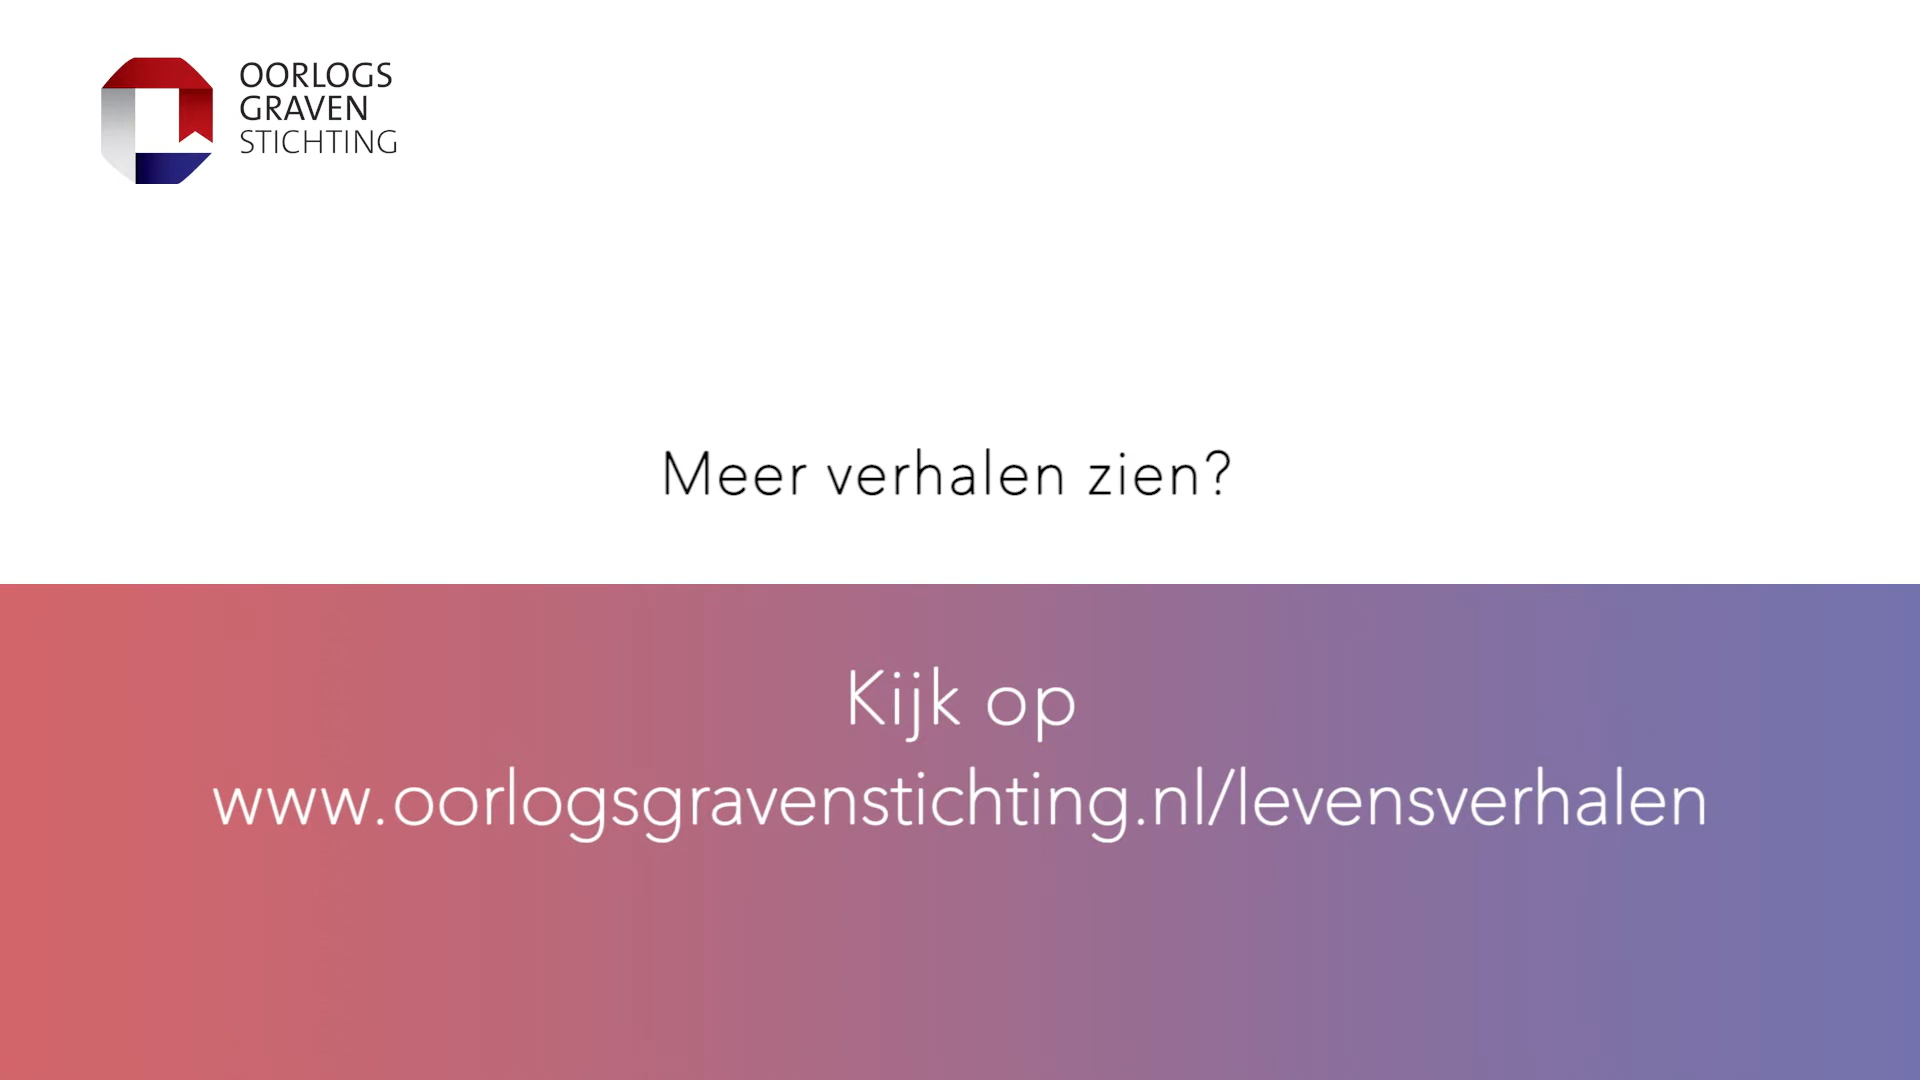 OORLOGS
GRAVEN
STICHTING
Meer verhalen zien?
Kijk op
www.oorlogsgravenstichting.nl/levensverhalen